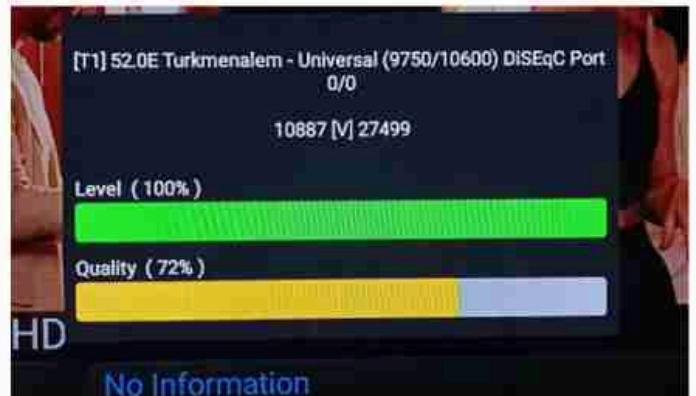 [T1] 52.0E Turkmenalem - Universal (9750/10600) DiSEqC Port
0/0
10887 [V] 27499
Level ( 100% )
Quality ( 72% )
HD
No Information